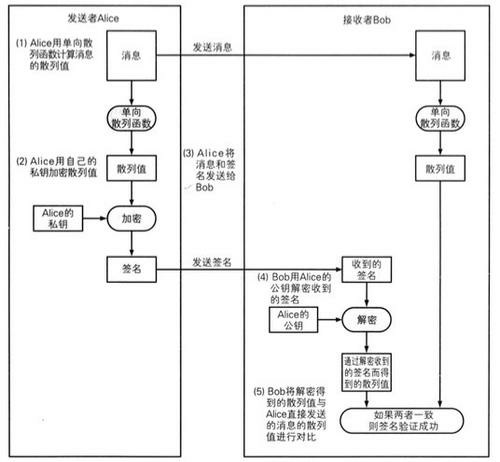 发送者Alice
接收者Bob
(1) Alice用单向散
列函数计算消息
的散列值
消息
发送消息
消息
单向
散列函数
单向
散列函数
(2) Alice用自己的
私钥加密散列值
散列值
(3) Alice将
消息和签
名发送给
Bob
散列值
Alice的
私钥
加密
签名
发送签名
收到的
签名
(4) Bob用Alice的
公钥解密收到
的签名
Alice的
公钥
解密
通过解密收到
的签名而得
到的散列值
(5) Bob将解密得
到的散列值与
Alice直接发送
的消息的散列
值进行对比
如果两者一致
则签名验证成功